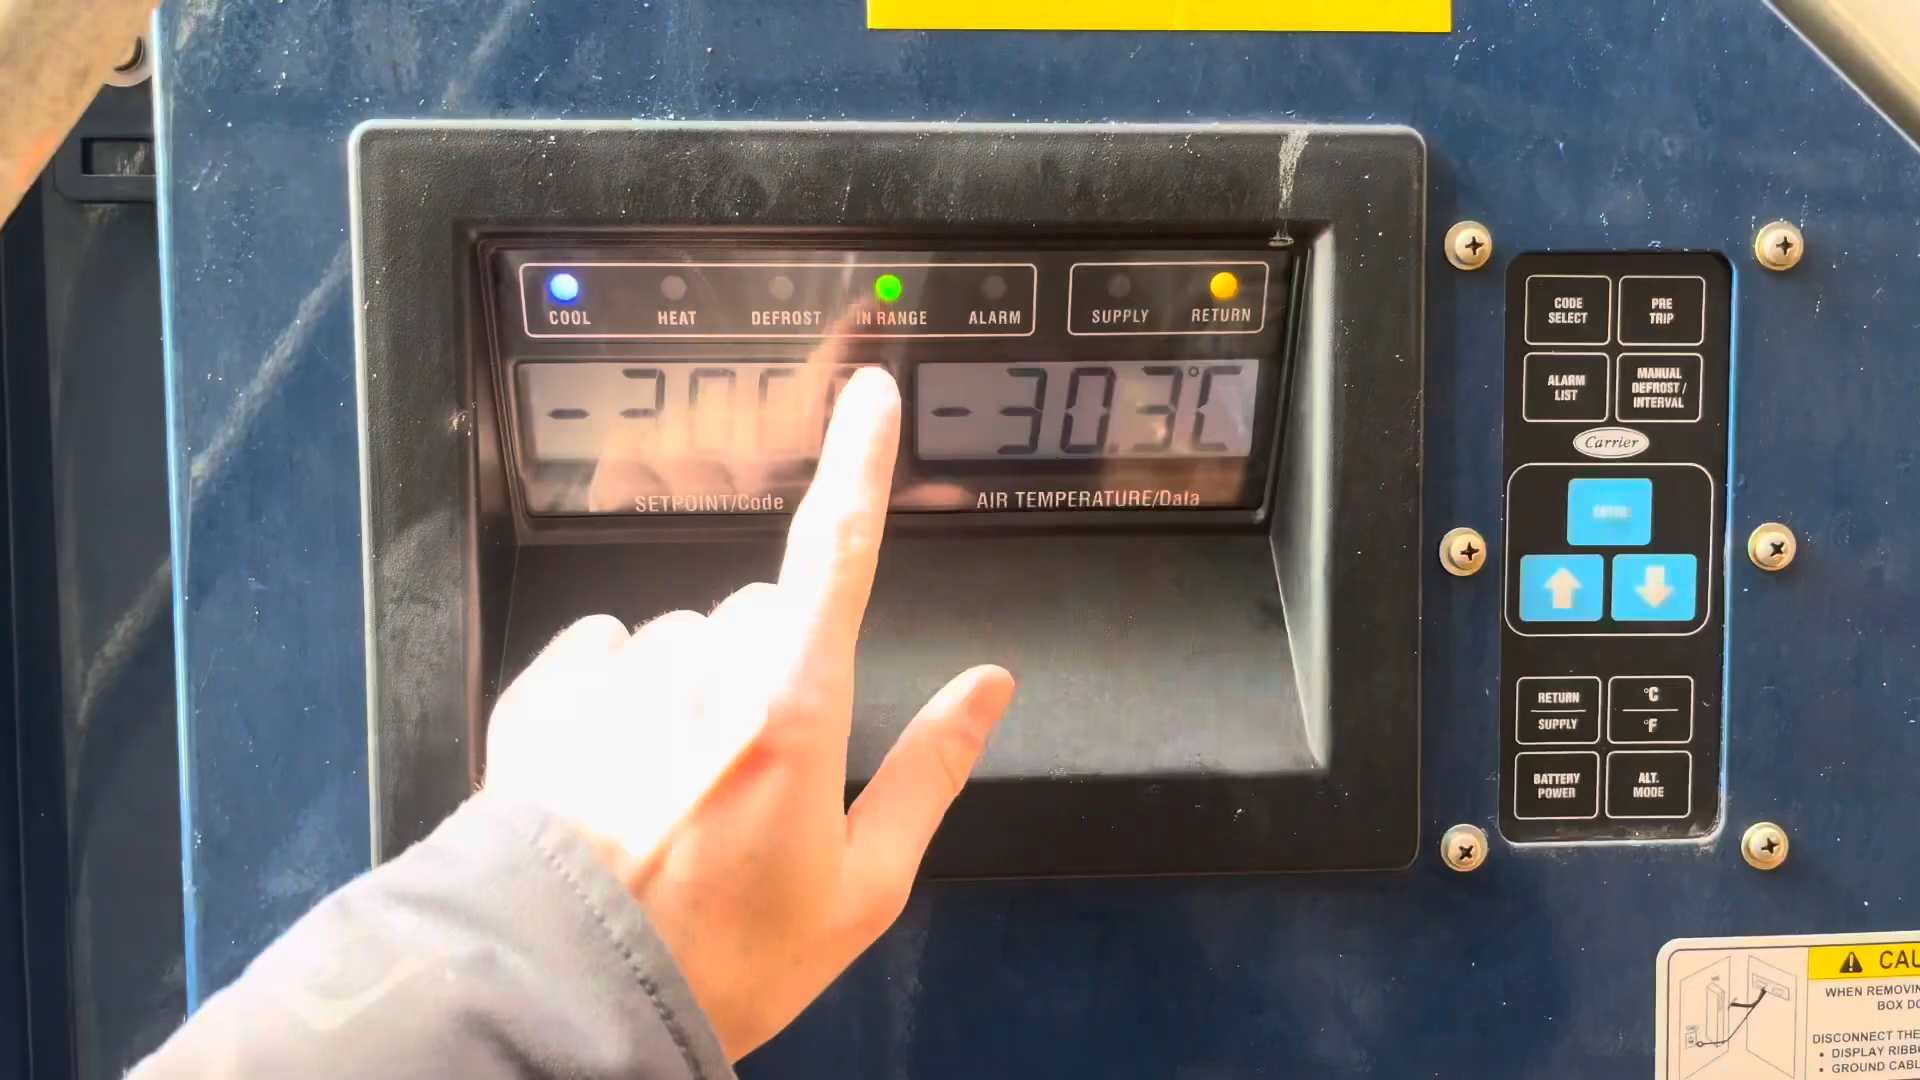 COOL HEAT DEFROST IN RANGE ALARM SUPPLY RETURN
-30.3°C
SETPOINT/Code AIR TEMPERATURE/Data
CODE SELECT
PRE TRIP
ALARM LIST
MANUAL DEFROST / INTERVAL
Carrier
ENTER
RETURN
SUPPLY
°C
°F
BATTERY POWER
ALT. MODE
WHEN REMOVIN
BOX DO
DISCONNECT THE
• DISPLAY RIBB
• GROUND CABL